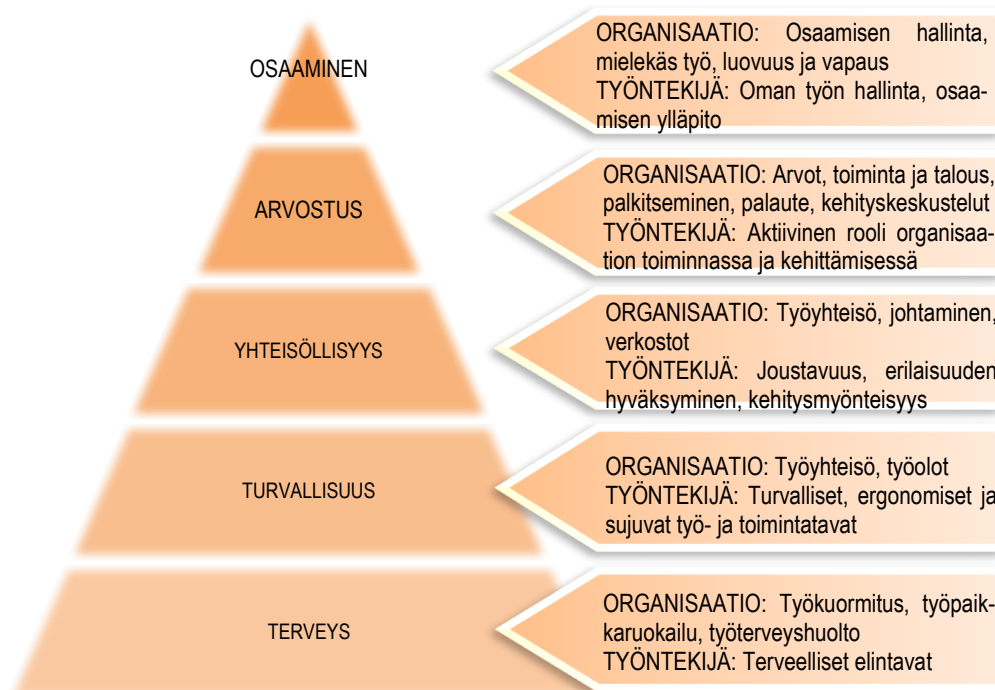 OSAAMINEN
ORGANISAATIO: Osaamisen hallinta,
mielekäs työ, luovuus ja vapaus
TYÖNTEKIJÄ: Oman työn hallinta, osaa-
misen ylläpito
ARVOSTUS
ORGANISAATIO: Arvot, toiminta ja talous,
palkitseminen, palaute, kehityskeskustelut
TYÖNTEKIJÄ: Aktiivinen rooli organisaa-
tion toiminnassa ja kehittämisessä
YHTEISÖLLISYYS
ORGANISAATIO: Työyhteisö, johtaminen,
verkostot
TYÖNTEKIJÄ: Joustavuus, erilaisuuden
hyväksyminen, kehitysmyönteisyys
TURVALLISUUS
ORGANISAATIO: Työyhteisö, työolot
TYÖNTEKIJÄ: Turvalliset, ergonomiset ja
sujuvat työ- ja toimintatavat
TERVEYS
ORGANISAATIO: Työkuormitus, työpaik-
karuokailu, työterveyshuolto
TYÖNTEKIJÄ: Terveelliset elintavat